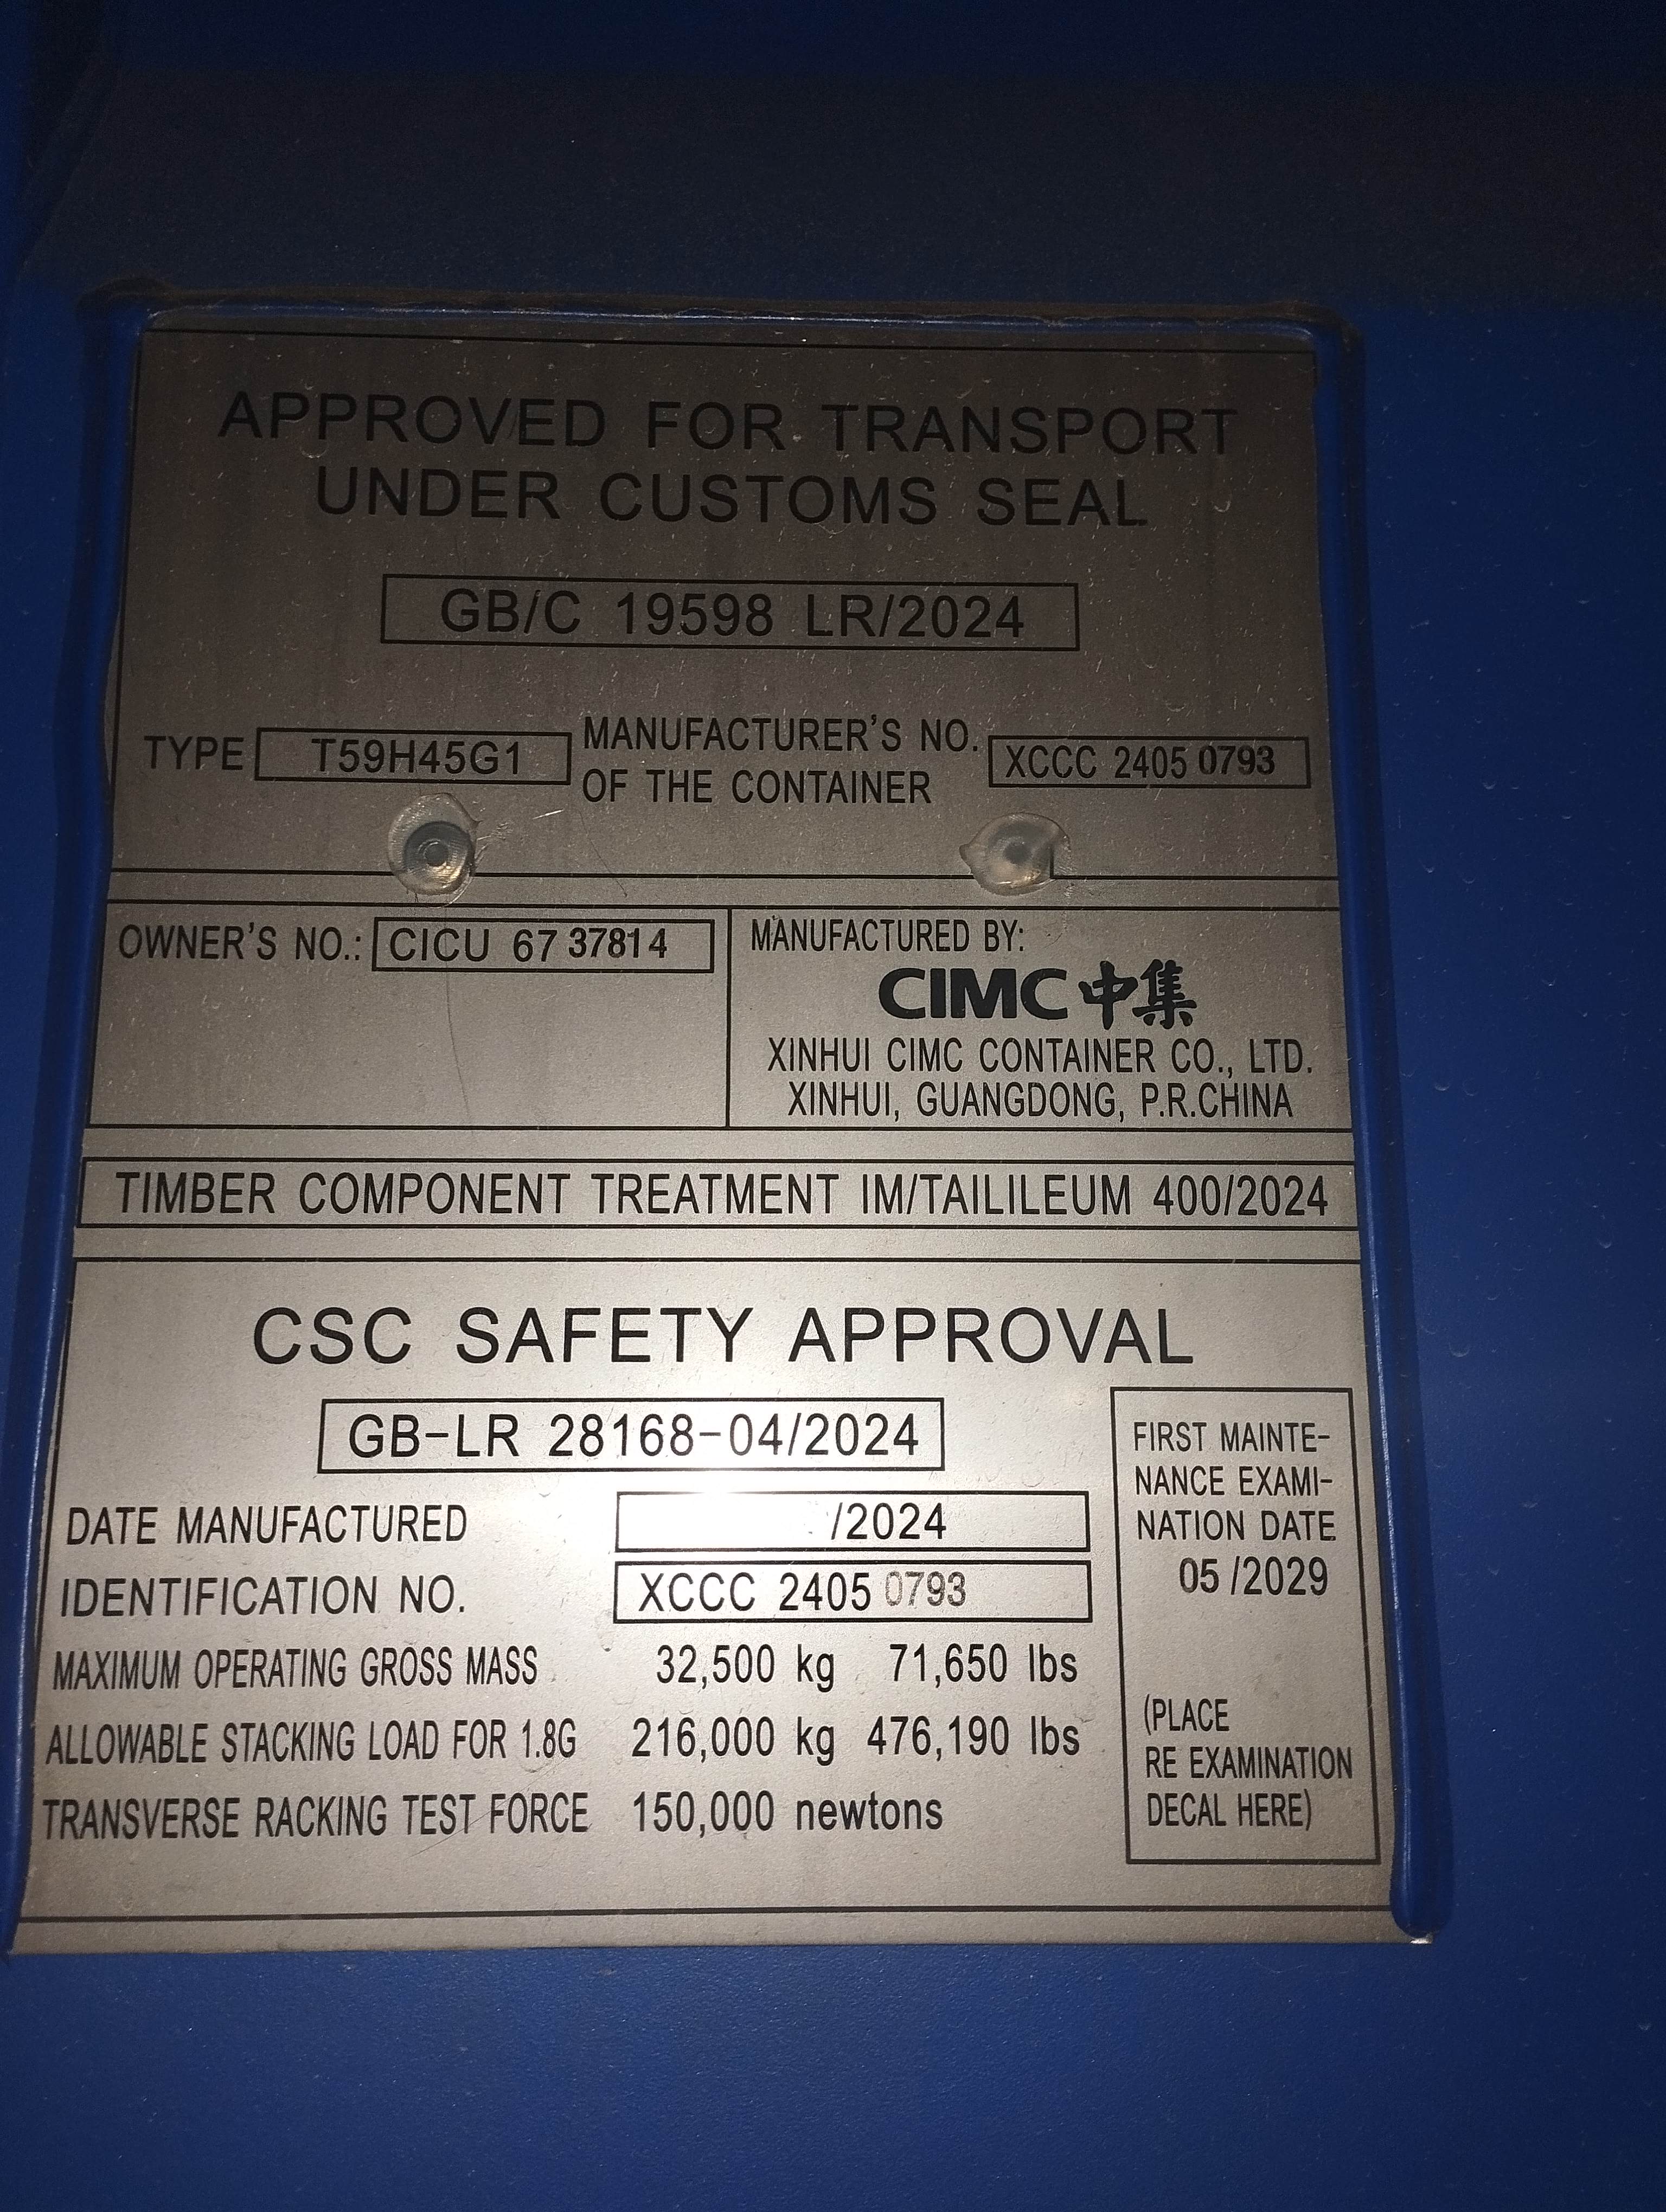 APPROVED FOR TRANSPORT
UNDER CUSTOMS SEAL
GB/C 19598 LR/2024
TYPE T59H45G1 MANUFACTURER'S NO. OF THE CONTAINER XCCC 2405 0793
OWNER'S NO.: CICU 67 37814
MANUFACTURED BY:
CIMC 中集
XINHUI CIMC CONTAINER CO., LTD.
XINHUI, GUANGDONG, P.R.CHINA
TIMBER COMPONENT TREATMENT IM/TAILILEUM 400/2024
CSC SAFETY APPROVAL
GB-LR 28168-04/2024
DATE MANUFACTURED /2024
IDENTIFICATION NO. XCCC 2405 0793
MAXIMUM OPERATING GROSS MASS 32,500 kg 71,650 lbs
ALLOWABLE STACKING LOAD FOR 1.8G 216,000 kg 476,190 lbs
TRANSVERSE RACKING TEST FORCE 150,000 newtons
FIRST MAINTE-
NANCE EXAMI-
NATION DATE
05 /2029
(PLACE
RE EXAMINATION
DECAL HERE)